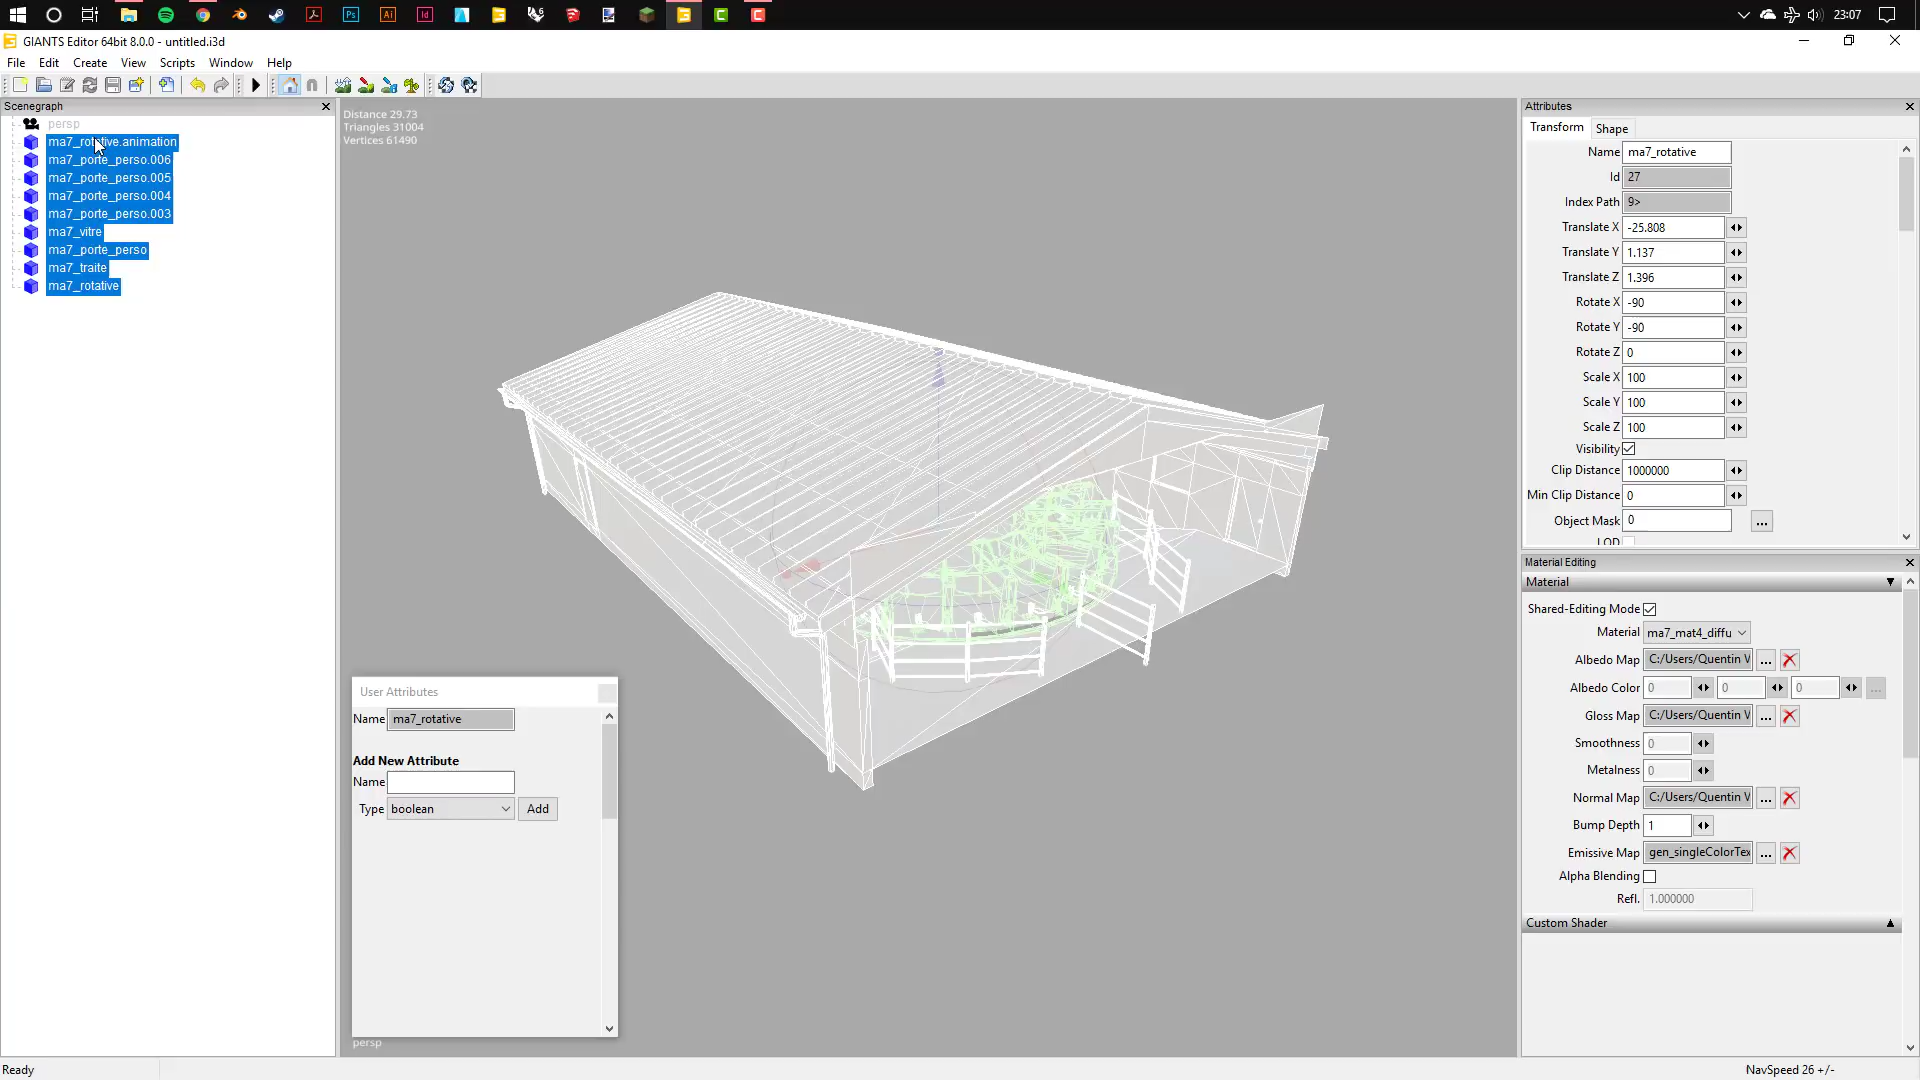 23:07
GIANTS Editor 64bit 8.0.0 - untitled.i3d
File Edit Create View Scripts Window Help
Scenegraph
persp
ma7_rotative.animation
ma7_porte_perso.006
ma7_porte_perso.005
ma7_porte_perso.004
ma7_porte_perso.003
ma7_vitre
ma7_porte_perso
ma7_traite
ma7_rotative
Distance 29.73
Triangles 31004
Vertices 61490
User Attributes
Name ma7_rotative
Add New Attribute
Name
Type boolean Add
persp
Attributes
Transform Shape
Name ma7_rotative
Id 27
Index Path 9>
Translate X -25.808
Translate Y 1.137
Translate Z 1.396
Rotate X -90
Rotate Y -90
Rotate Z 0
Scale X 100
Scale Y 100
Scale Z 100
Visibility
Clip Distance 1000000
Min Clip Distance 0
Object Mask 0 ...
LOD
Material Editing
Material
Shared-Editing Mode
Material ma7_mat4_diffu
Albedo Map C:/Users/Quentin V ...
Albedo Color 0 0 0 ...
Gloss Map C:/Users/Quentin V ...
Smoothness 0
Metalness 0
Normal Map C:/Users/Quentin V ...
Bump Depth 1
Emissive Map gen_singleColorTex ...
Alpha Blending
Refl. 1.000000
Custom Shader
Ready
NavSpeed 26 +/-